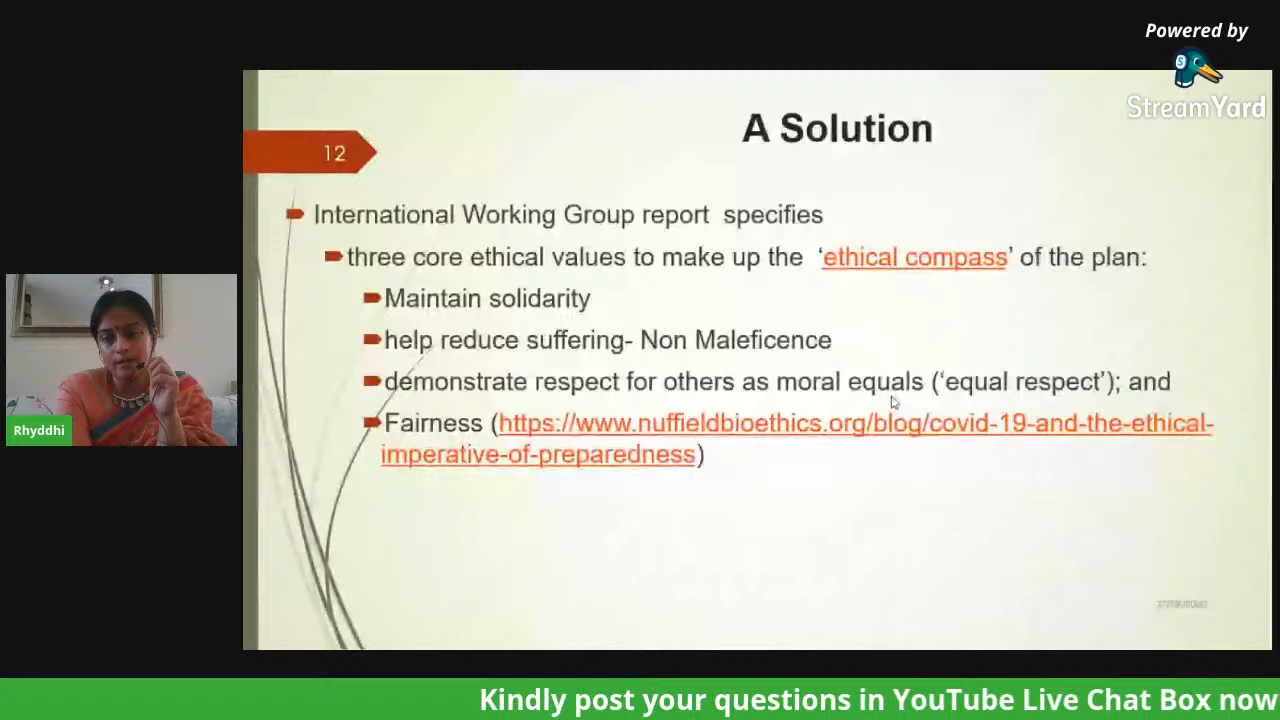 Powered by
S
StreamYard
A Solution
12
International Working Group report specifies
three core ethical values to make up the ‘ethical compass’ of the plan:
Maintain solidarity
help reduce suffering- Non Maleficence
demonstrate respect for others as moral equals (‘equal respect’); and
Fairness (https://www.nuffieldbioethics.org/blog/covid-19-and-the-ethical-
imperative-of-preparedness)
Rhyddhi
Kindly post your questions in YouTube Live Chat Box now